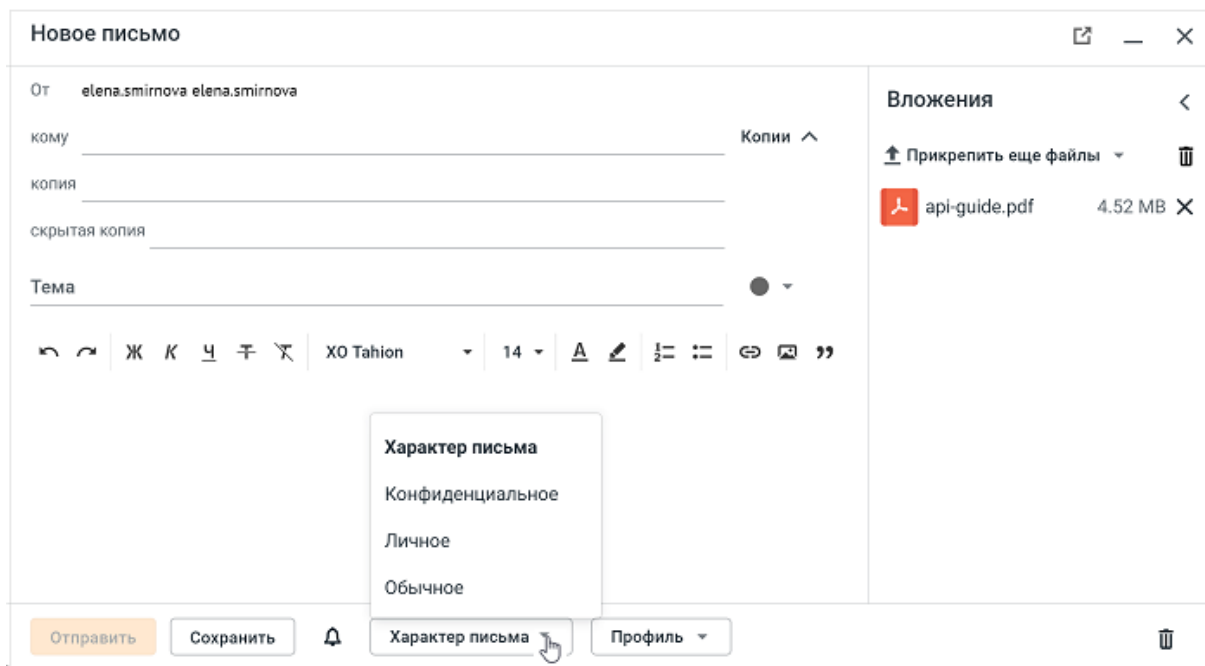 Новое письмо
От elena.smirnova elena.smirnova
кому
Копии
копия
скрытая копия
Тема
Ж К Ч Т Т XO Tahion 14 A
Характер письма
Конфиденциальное
Личное
Обычное
Отправить Сохранить Характер письма Профиль
Вложения
Прикрепить еще файлы
api-guide.pdf 4.52 MB